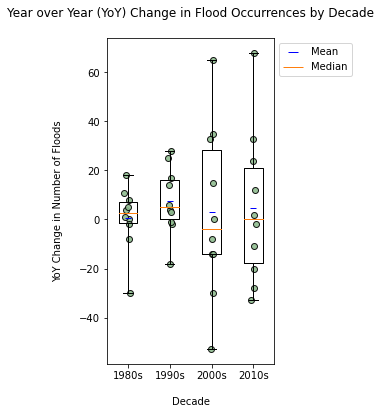 Year over Year (YoY) Change in Flood Occurrences by Decade
Mean
Median
YoY Change in Number of Floods
60
40
20
0
−20
−40
1980s 1990s 2000s 2010s
Decade